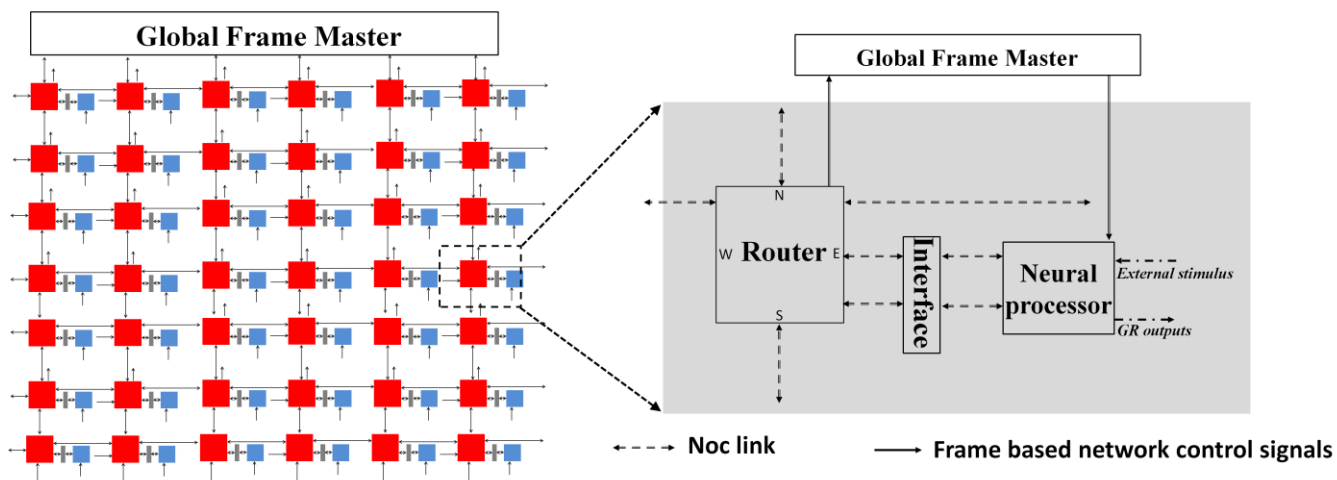 Global Frame Master
Global Frame Master
N
W
Router
E
S
Interface
Neural
processor
External stimulus
GR outputs
Noc link
Frame based network control signals